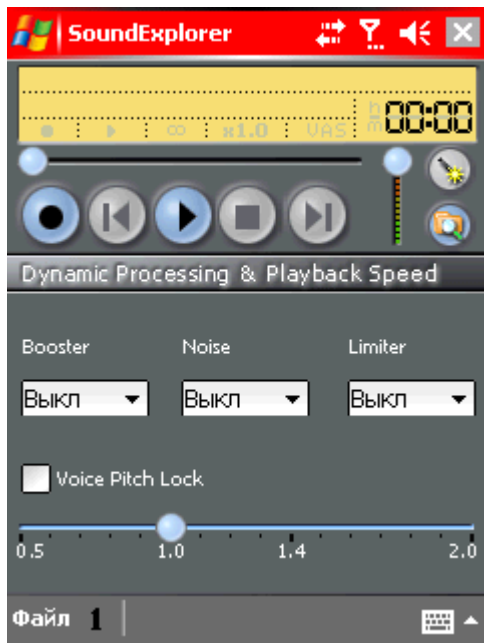 SoundExplorer
∞ x1.0 VAS h m 00:00
Dynamic Processing & Playback Speed
Booster Noise Limiter
Выкл Выкл Выкл
Voice Pitch Lock
0.5 1.0 1.4 2.0
Файл 1